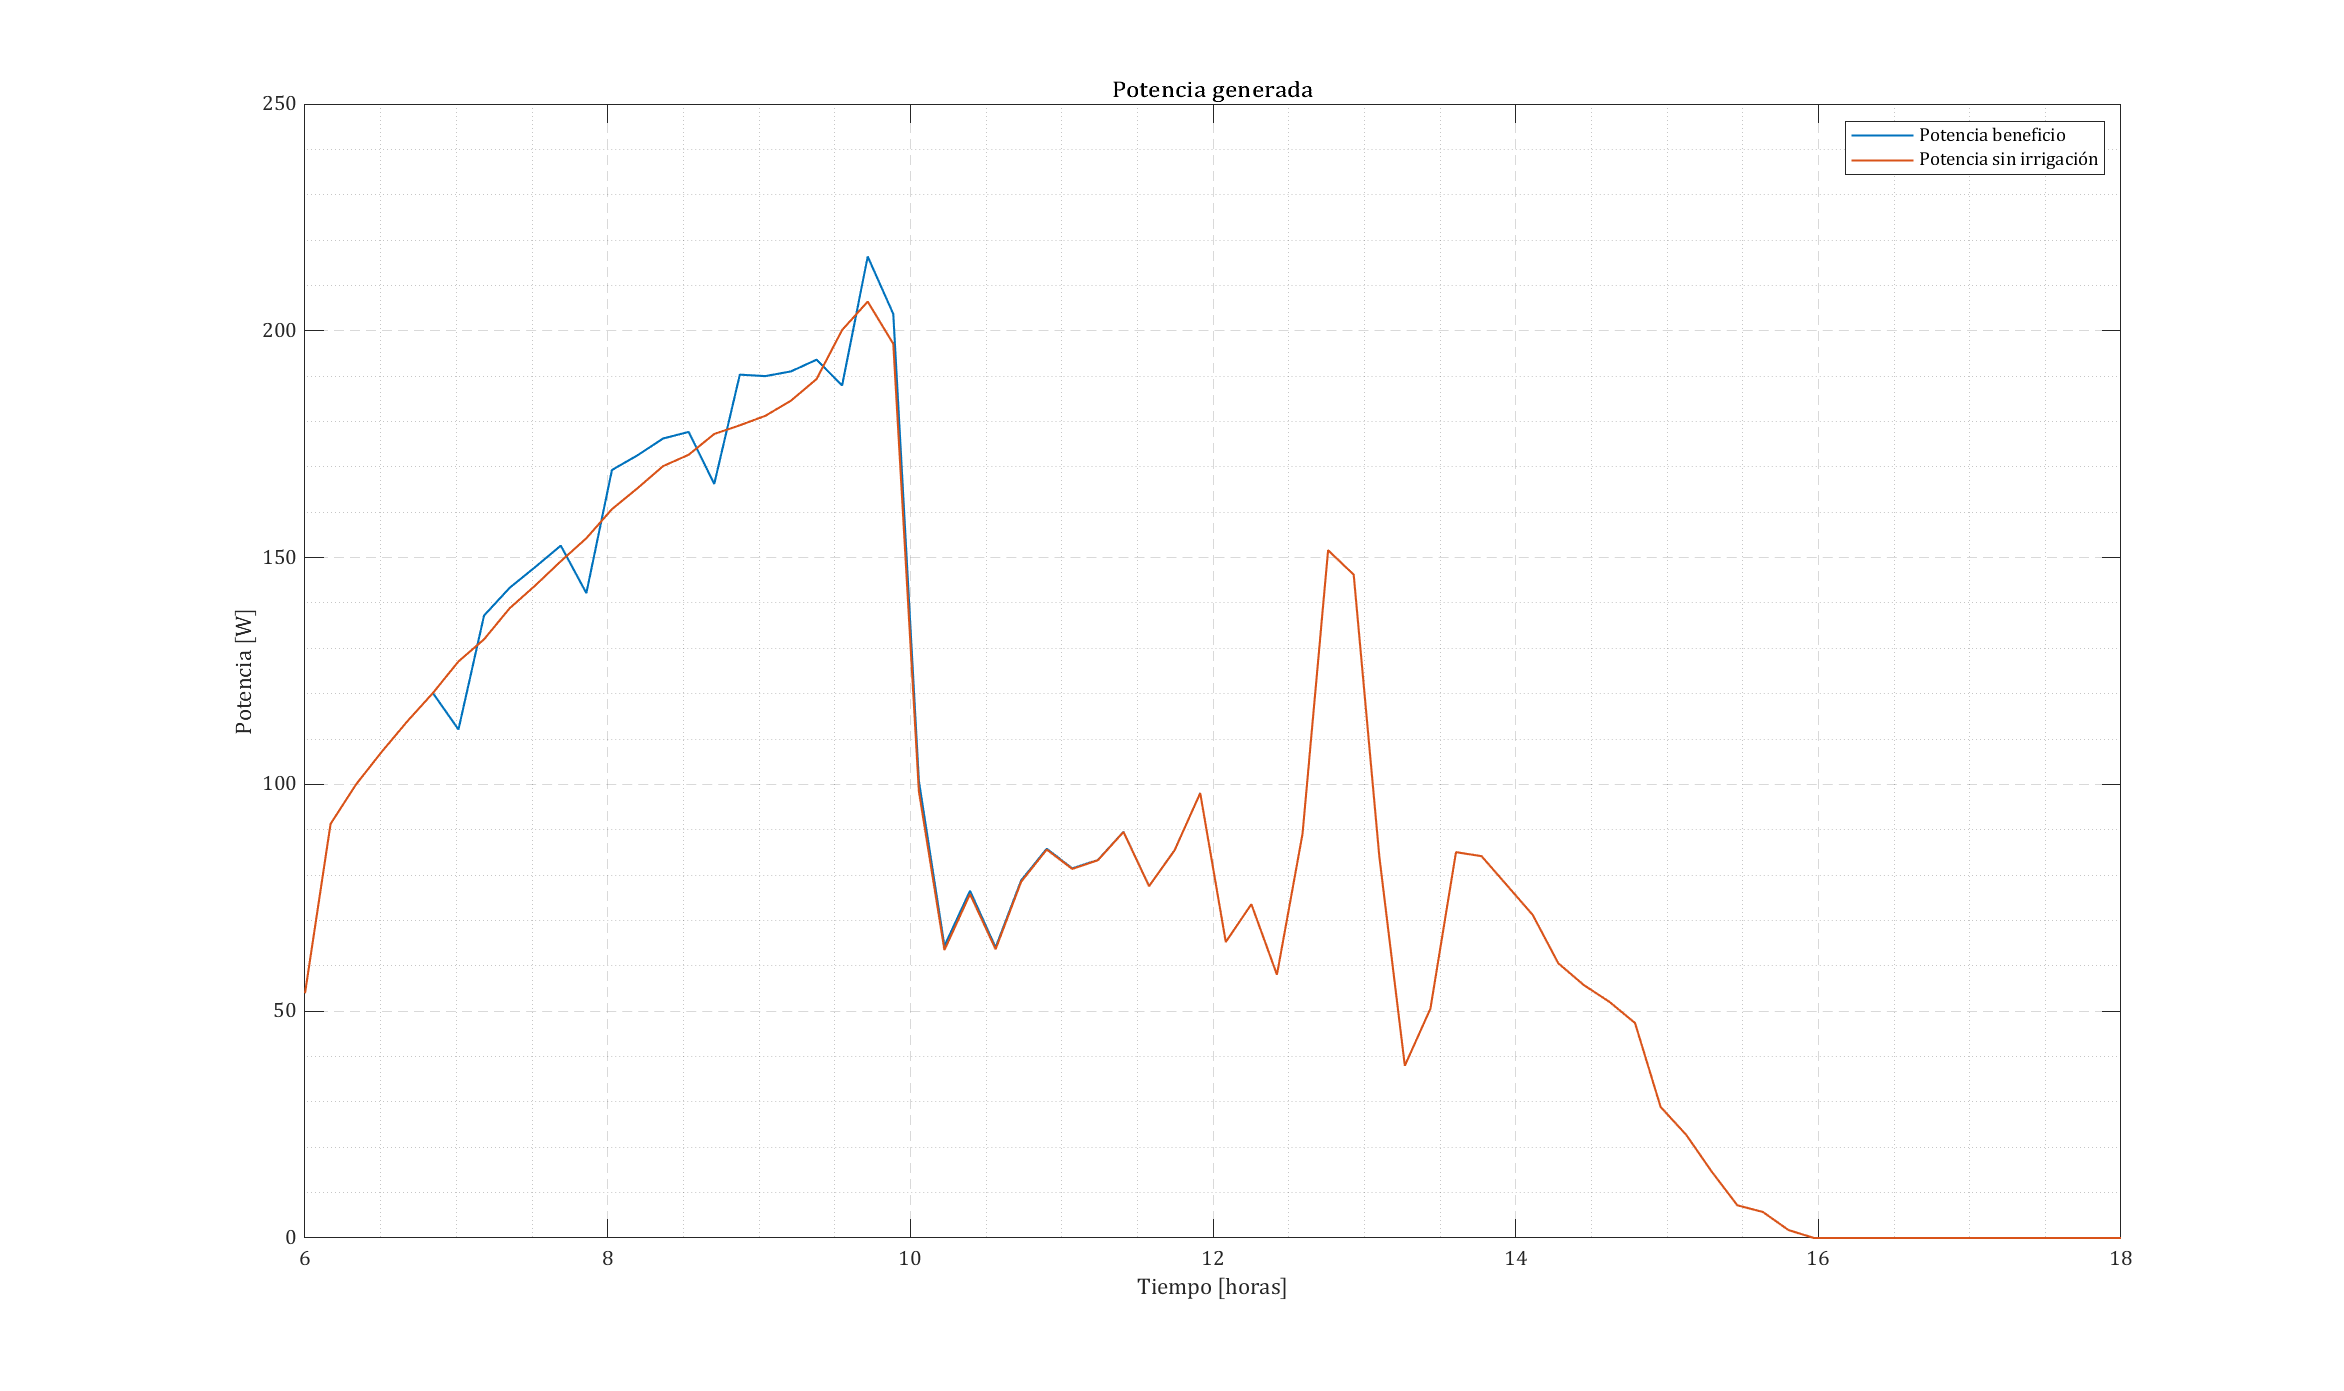 Potencia generada
250
Potencia beneficio
Potencia sin irrigación
200
150
Potencia [W]
100
50
0
6 8 10 12 14 16 18
Tiempo [horas]